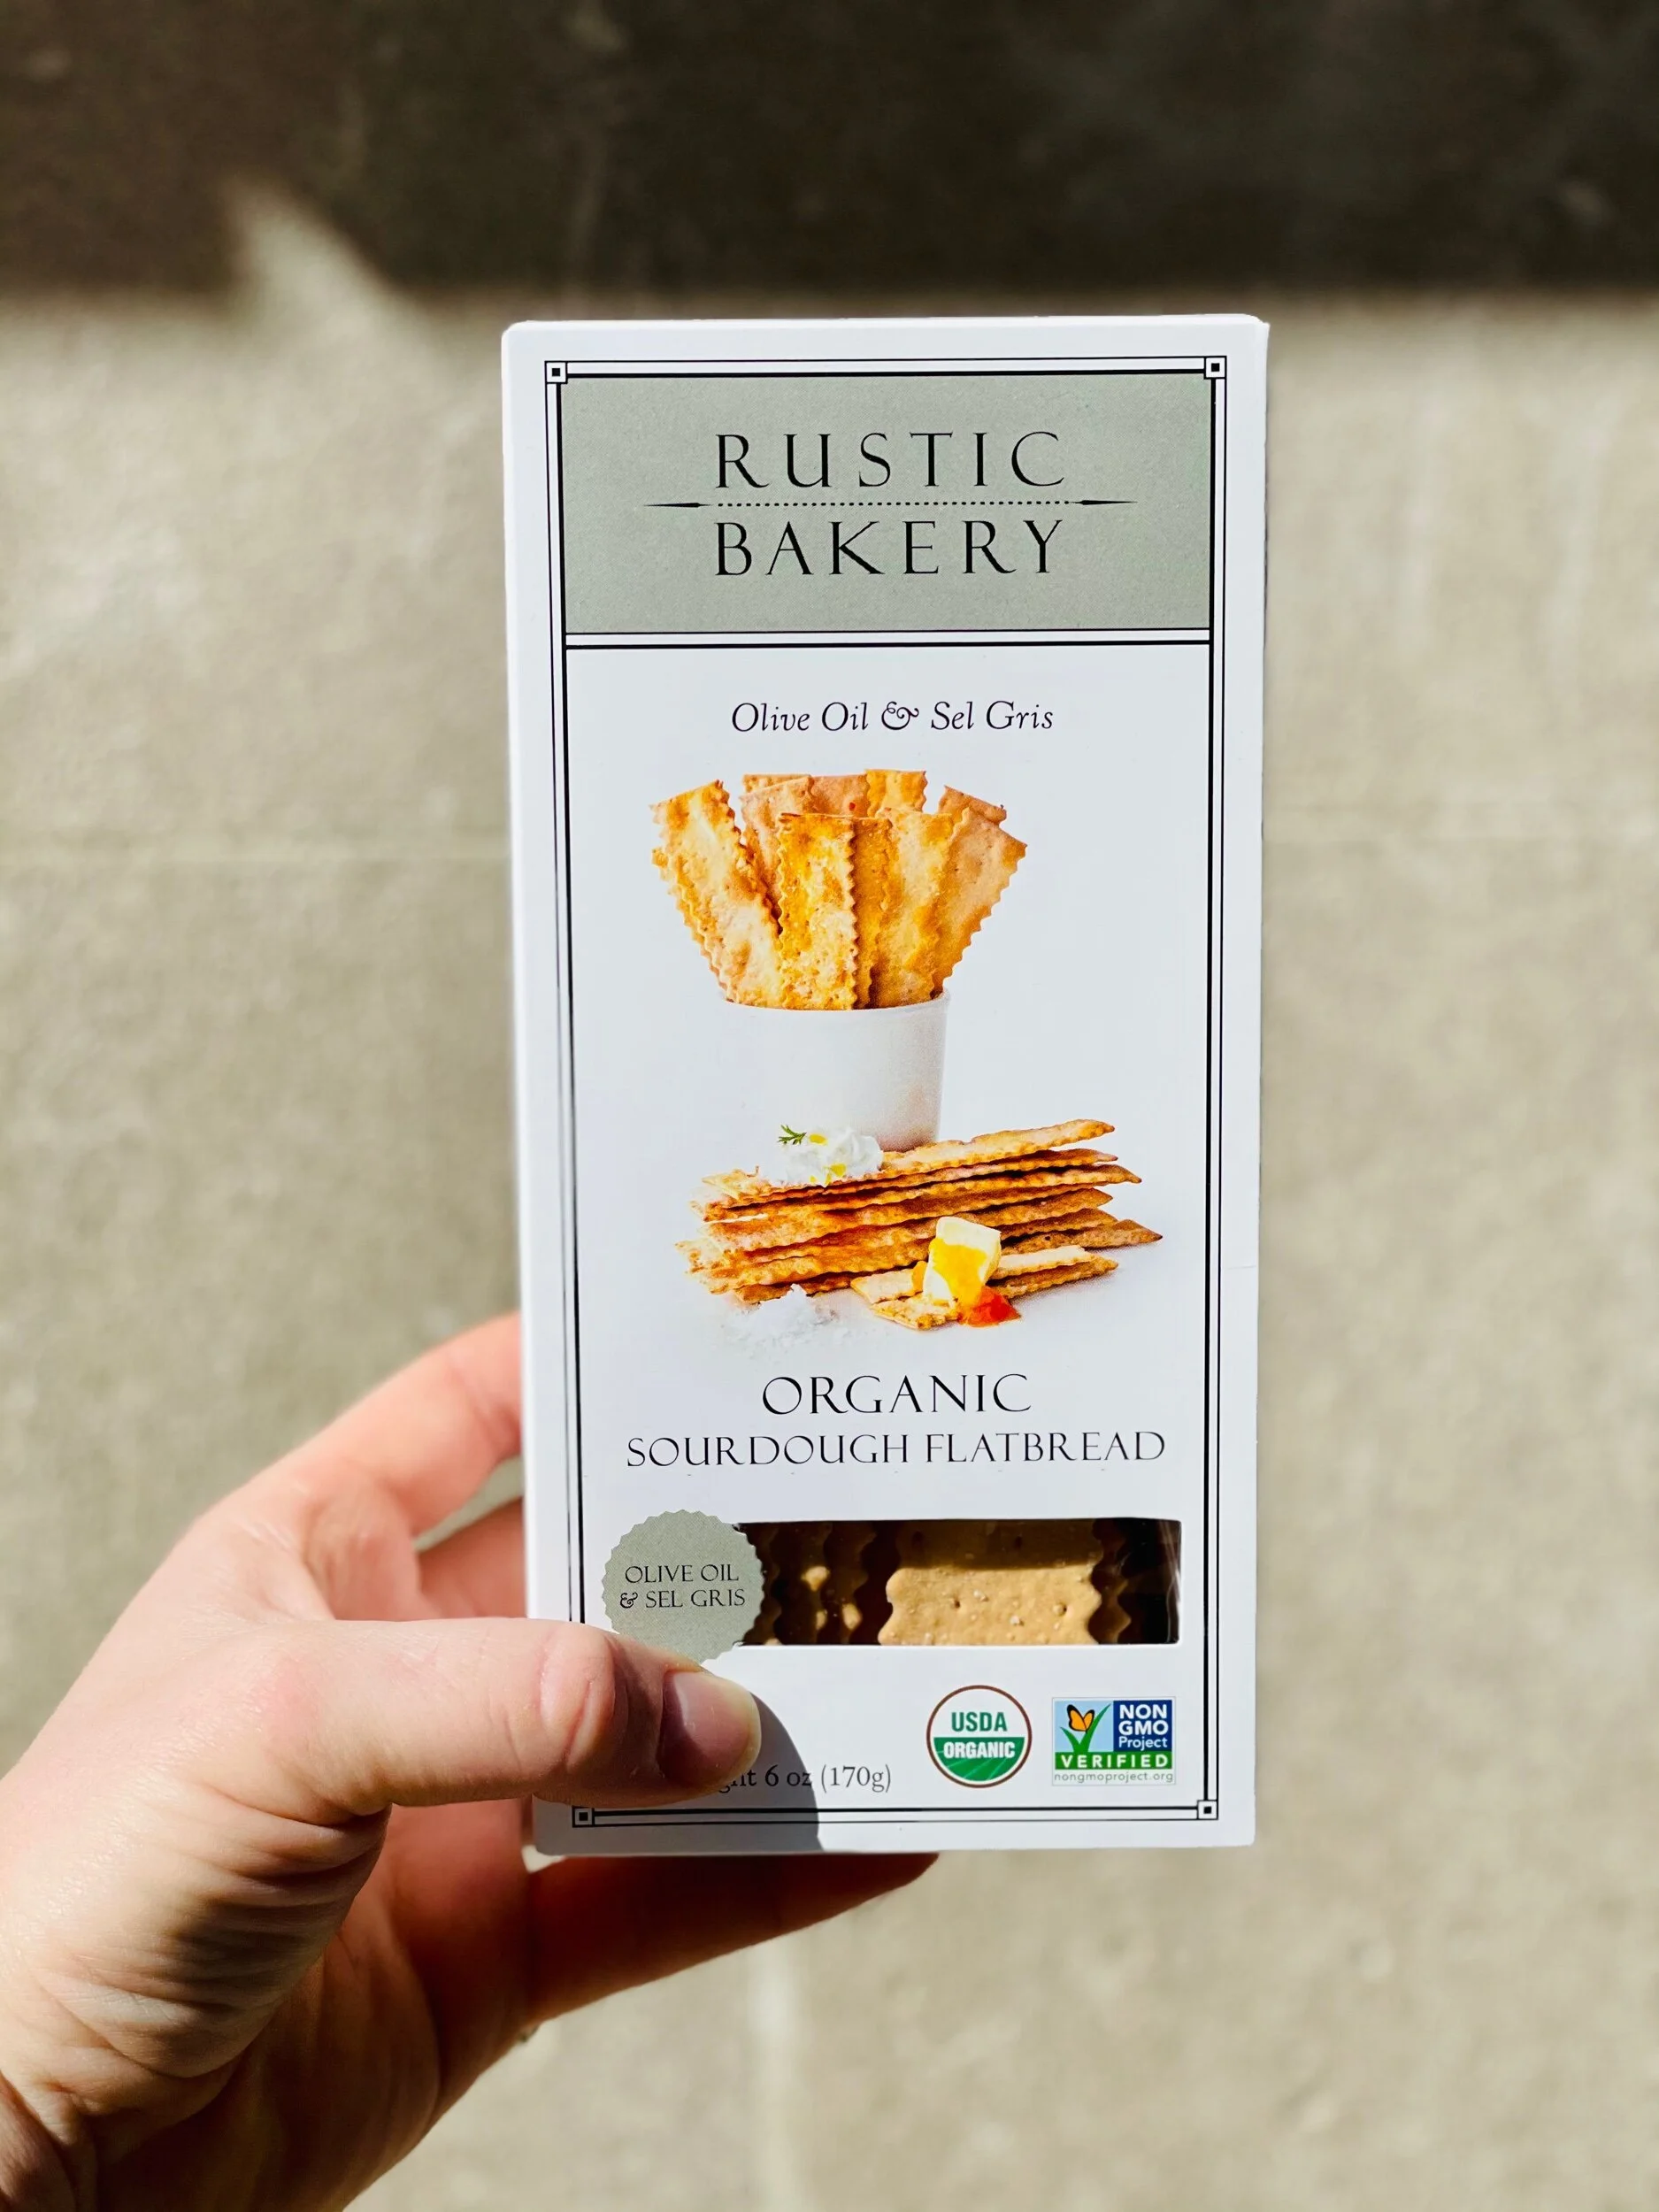 RUSTIC
BAKERY
Olive Oil & Sel Gris
ORGANIC
SOURDOUGH FLATBREAD
OLIVE OIL
& SEL GRIS
6 oz (170g)
USDA
ORGANIC
NON
GMO
Project
VERIFIED
nongmoproject.org